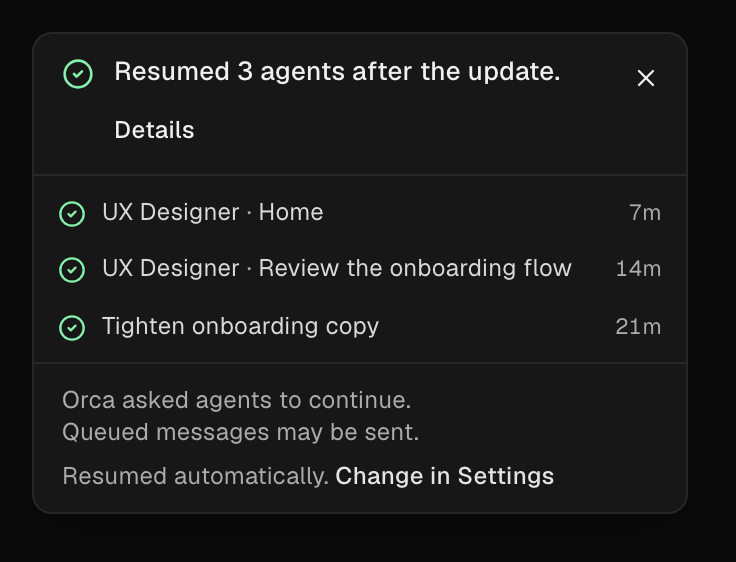 Resumed 3 agents after the update.
Details
UX Designer · Home 7m
UX Designer · Review the onboarding flow 14m
Tighten onboarding copy 21m
Orca asked agents to continue.
Queued messages may be sent.
Resumed automatically. Change in Settings